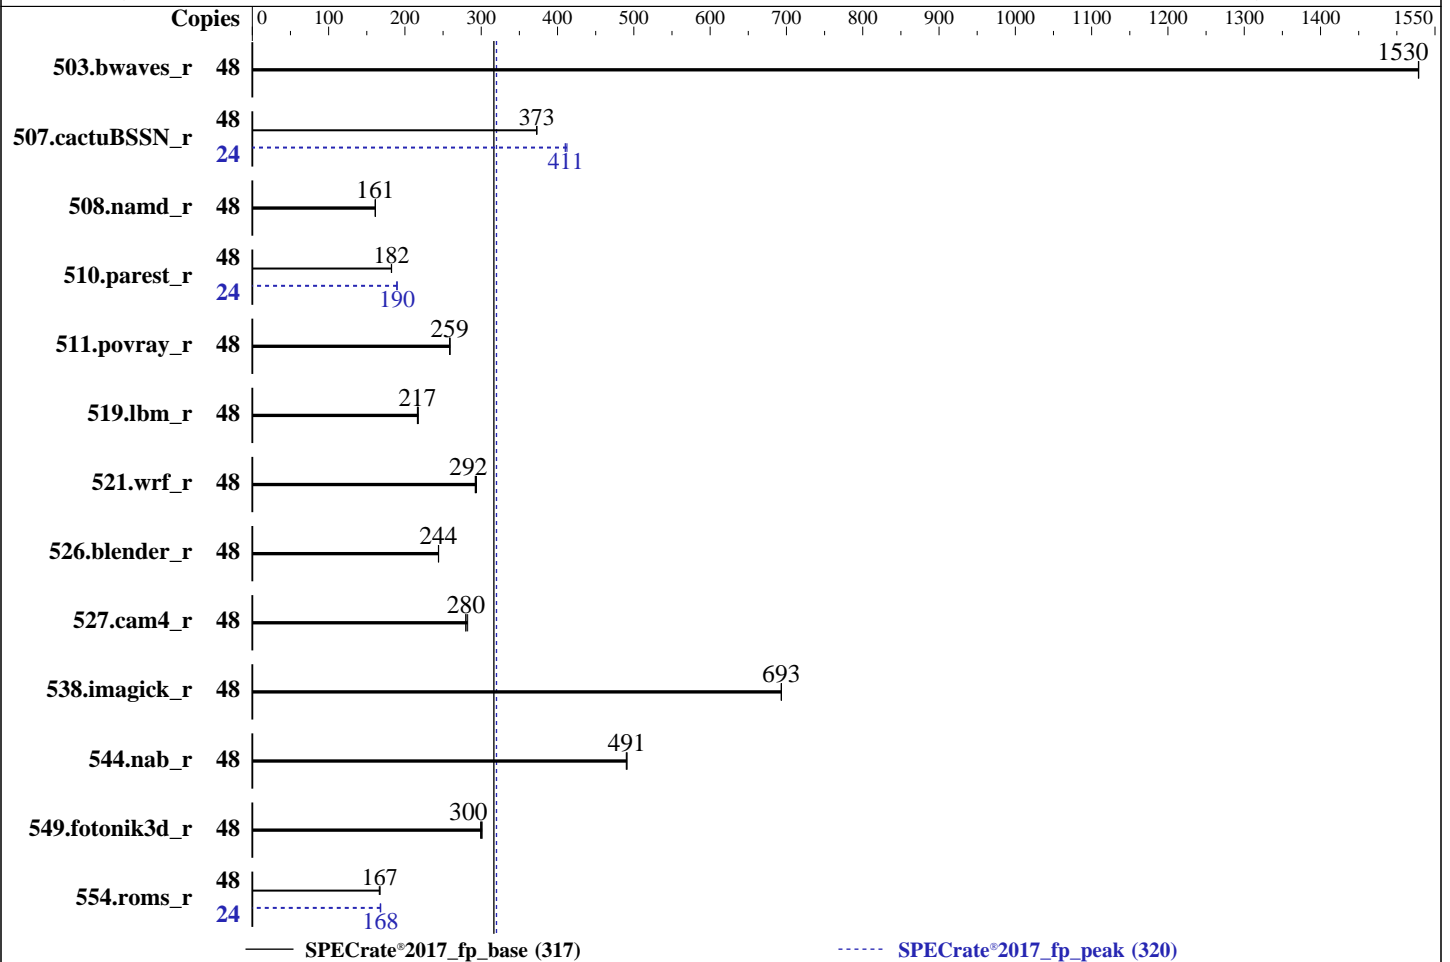 Copies 0 100 200 300 400 500 600 700 800 900 1000 1100 1200 1300 1400 1550
503.bwaves_r 48 1530
507.cactuBSSN_r 48 373
24 411
508.namd_r 48 161
510.parest_r 48 182
24 190
511.povray_r 48 259
519.lbm_r 48 217
521.wrf_r 48 292
526.blender_r 48 244
527.cam4_r 48 280
538.imagick_r 48 693
544.nab_r 48 491
549.fotonik3d_r 48 300
554.roms_r 48 167
24 168
SPECrate®2017_fp_base (317) SPECrate®2017_fp_peak (320)